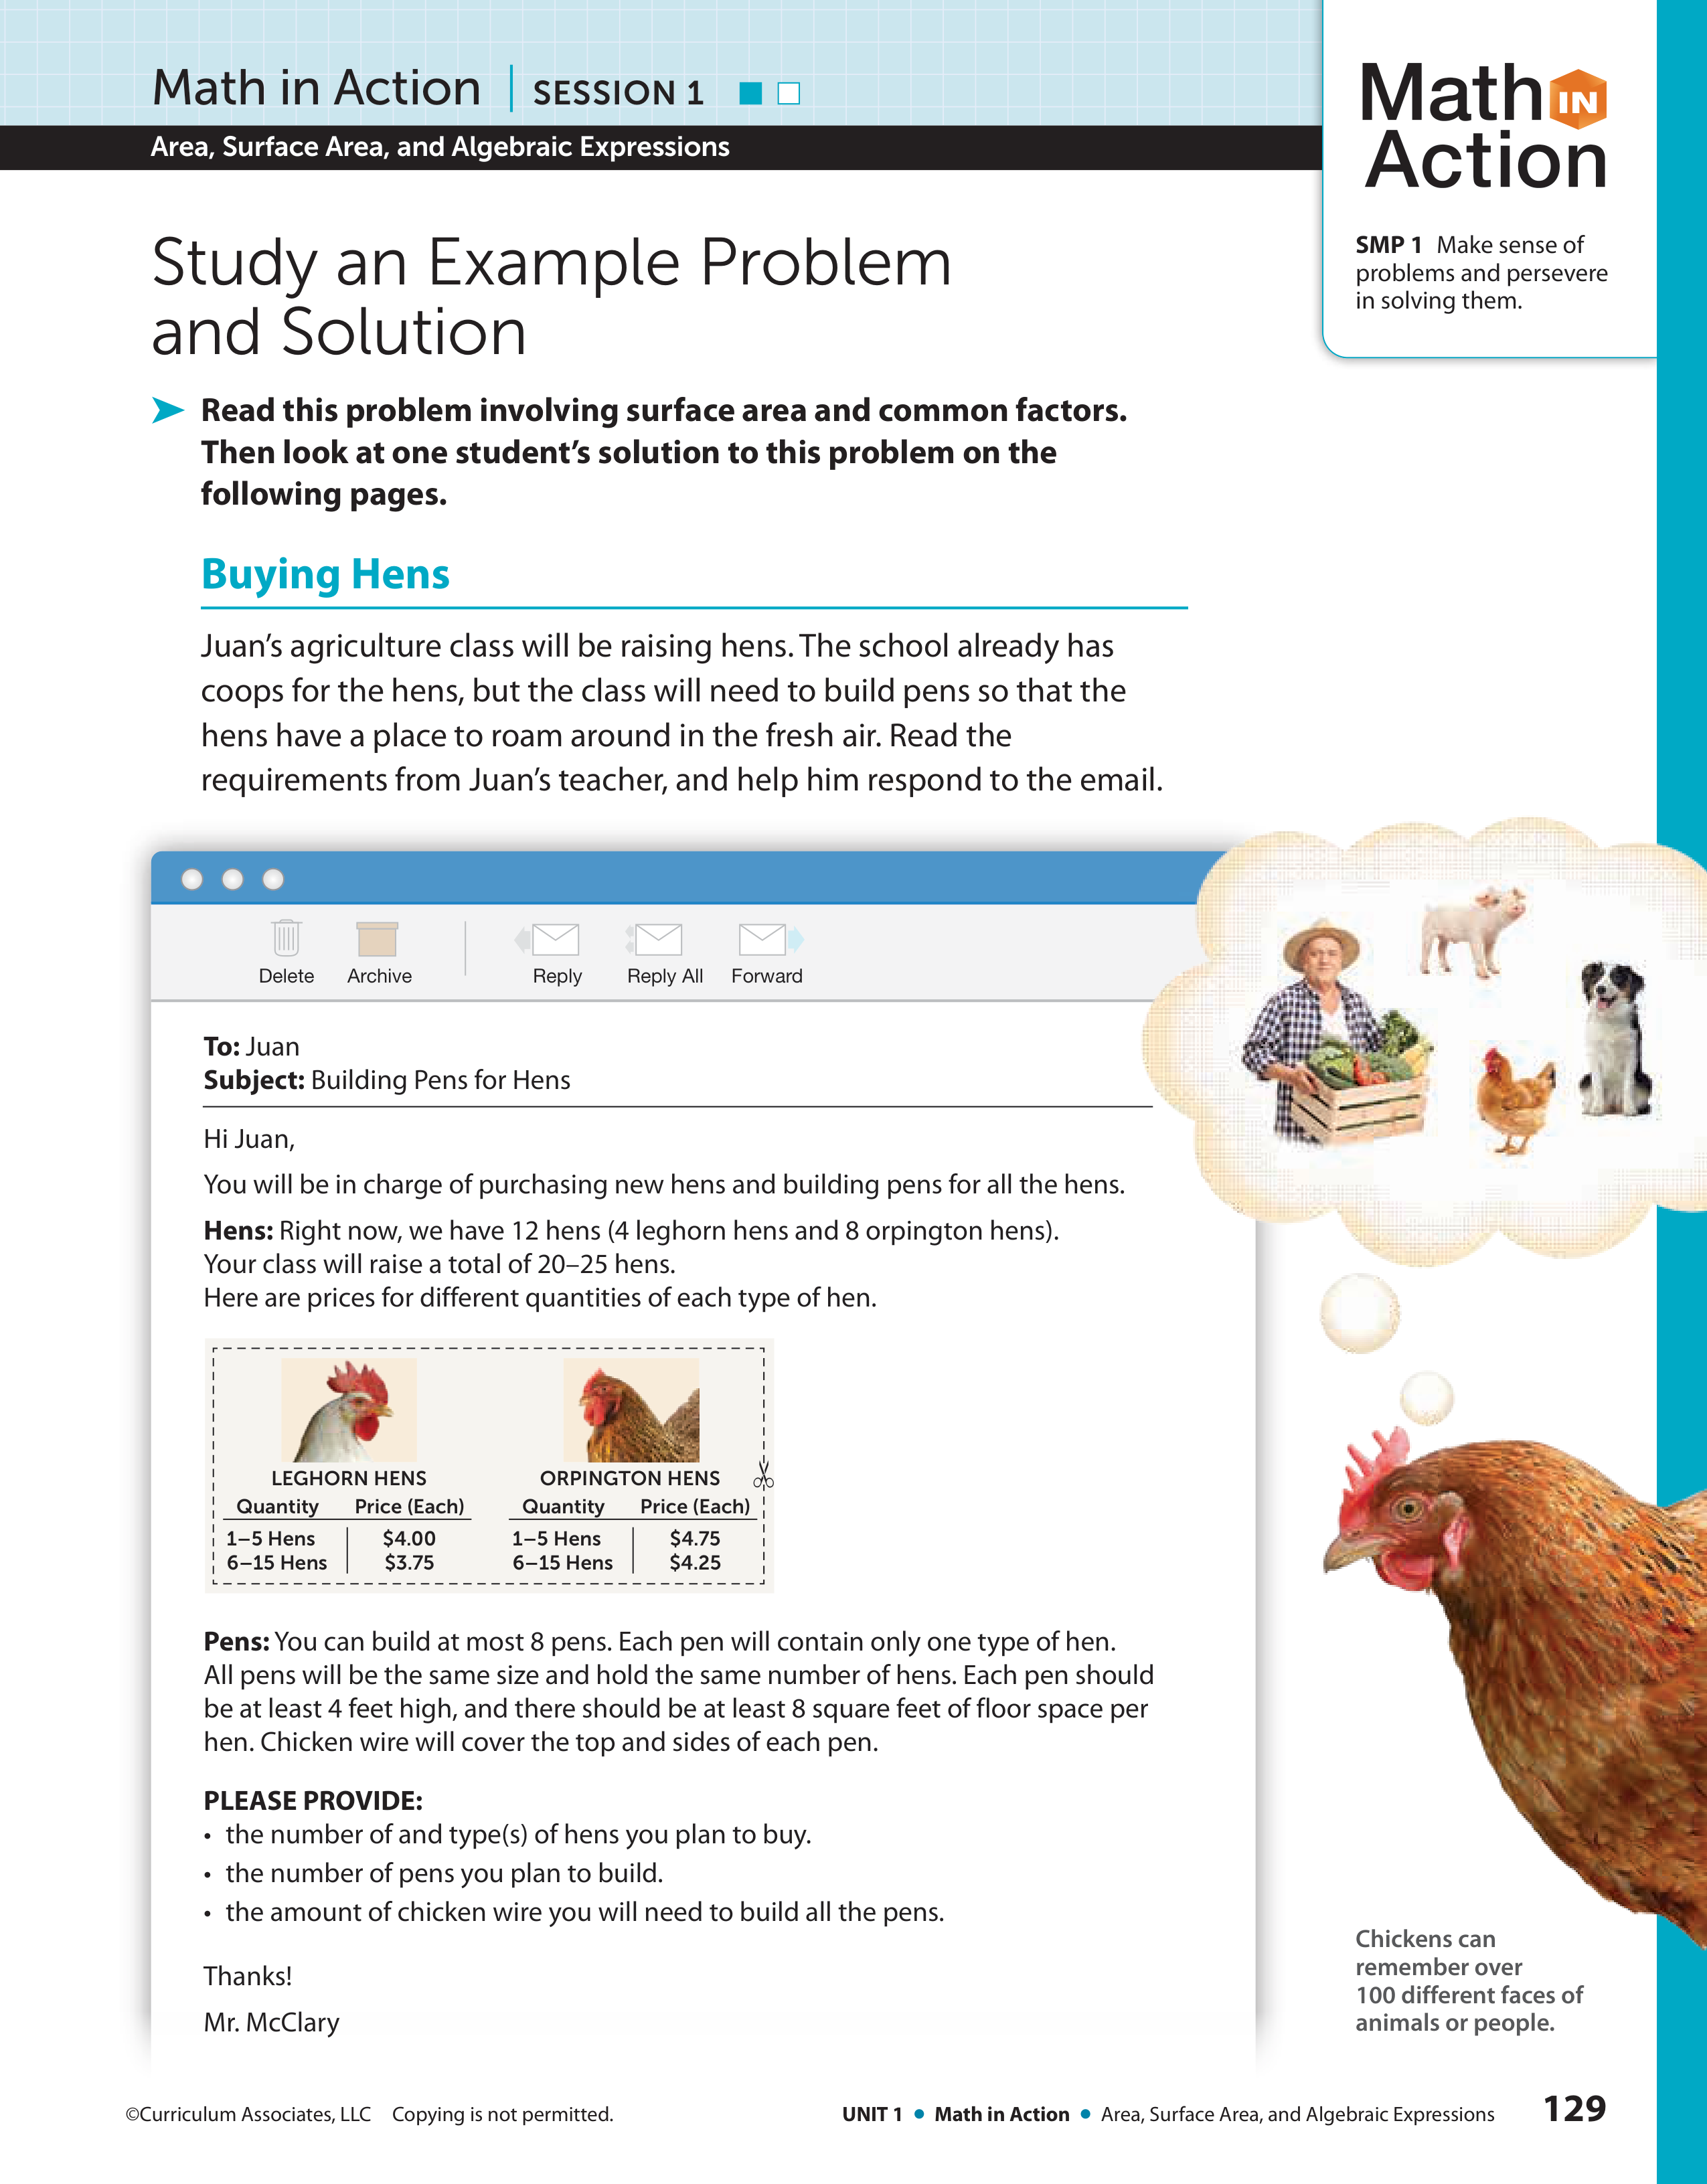 Math in Action | SESSION 1
Area, Surface Area, and Algebraic Expressions
Math IN
Action
SMP 1 Make sense of
problems and persevere
in solving them.
Study an Example Problem
and Solution
Read this problem involving surface area and common factors.
Then look at one student’s solution to this problem on the
following pages.
Buying Hens
Juan’s agriculture class will be raising hens. The school already has
coops for the hens, but the class will need to build pens so that the
hens have a place to roam around in the fresh air. Read the
requirements from Juan’s teacher, and help him respond to the email.
Delete Archive Reply Reply All Forward
To: Juan
Subject: Building Pens for Hens
Hi Juan,
You will be in charge of purchasing new hens and building pens for all the hens.
Hens: Right now, we have 12 hens (4 leghorn hens and 8 orpington hens).
Your class will raise a total of 20–25 hens.
Here are prices for different quantities of each type of hen.
LEGHORN HENS
Quantity Price (Each)
1–5 Hens $4.00
6–15 Hens $3.75
ORPINGTON HENS
Quantity Price (Each)
1–5 Hens $4.75
6–15 Hens $4.25
Pens: You can build at most 8 pens. Each pen will contain only one type of hen.
All pens will be the same size and hold the same number of hens. Each pen should
be at least 4 feet high, and there should be at least 8 square feet of floor space per
hen. Chicken wire will cover the top and sides of each pen.
PLEASE PROVIDE:
• the number of and type(s) of hens you plan to buy.
• the number of pens you plan to build.
• the amount of chicken wire you will need to build all the pens.
Thanks!
Mr. McClary
Chickens can
remember over
100 different faces of
animals or people.
©Curriculum Associates, LLC Copying is not permitted.
UNIT 1 • Math in Action • Area, Surface Area, and Algebraic Expressions 129